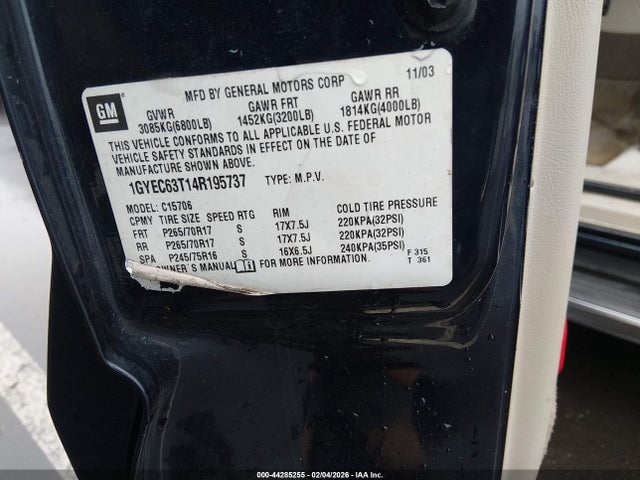 MFD BY GENERAL MOTORS CORP 11/03
GM
GVWR GAWR FRT GAWR RR
3085KG(6800LB) 1452KG(3200LB) 1814KG(4000LB)
THIS VEHICLE CONFORMS TO ALL APPLICABLE U.S. FEDERAL MOTOR
VEHICLE SAFETY STANDARDS IN EFFECT ON THE DATE OF
MANUFACTURE SHOWN ABOVE.
1GYEC63T14R195737 TYPE: M.P.V.
MODEL: C15706
CPMY TIRE SIZE SPEED RTG RIM COLD TIRE PRESSURE
FRT P265/70R17 S 17X7.5J 220KPA(32PSI)
RR P265/70R17 S 17X7.5J 220KPA(32PSI)
SPA P245/75R16 S 16X6.5J 240KPA(35PSI)
OWNER'S MANUAL FOR MORE INFORMATION.
F 315
T 361
000-44285255 - 02/04/2026 - IAA Inc.